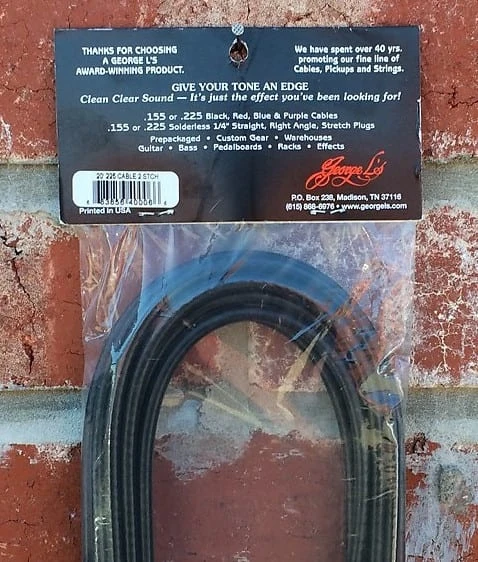 THANKS FOR CHOOSING
A GEORGE L'S
AWARD-WINNING PRODUCT.
We have spent over 40 yrs.
promoting our fine line of
Cables, Pickups and Strings.
GIVE YOUR TONE AN EDGE
Clean Clear Sound — It's just the effect you've been looking for!
.155 or .225 Black, Red, Blue & Purple Cables
.155 or .225 Solderless 1/4" Straight, Right Angle, Stretch Plugs
Prepackaged • Custom Gear • Warehouses
Guitar • Bass • Pedalboards • Racks • Effects
20' 225 CABLE 2 STCH
Printed in USA
George L's
P.O. Box 238, Madison, TN 37116
(615) 868-6976 • www.georgels.com